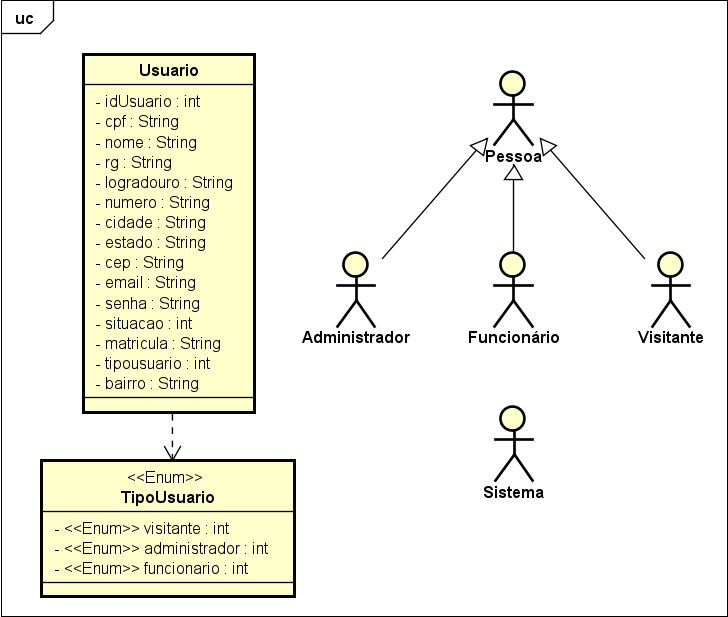 uc
Usuario
- idUsuario : int
- cpf : String
- nome : String
- rg : String
- logradouro : String
- numero : String
- cidade : String
- estado : String
- cep : String
- email : String
- senha : String
- situacao : int
- matricula : String
- tipousuario : int
- bairro : String
<<Enum>>
TipoUsuario
- <<Enum>> visitante : int
- <<Enum>> administrador : int
- <<Enum>> funcionario : int
Pessoa
Administrador
Funcionário
Visitante
Sistema